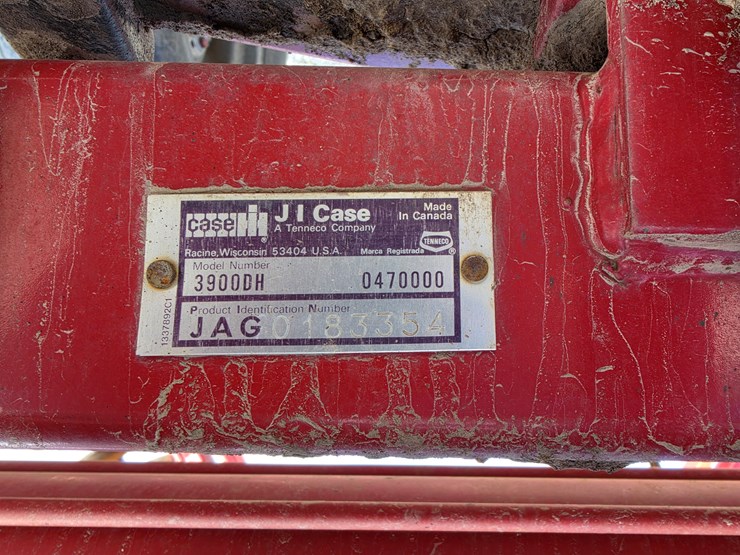 case IH J I Case Made
A Tenneco Company In Canada
Racine, Wisconsin 53404 U.S.A. Marca Registrada TENNECO ®
Model Number
3900DH 0470000
Product Identification Number
JAG0183354
1337892C1